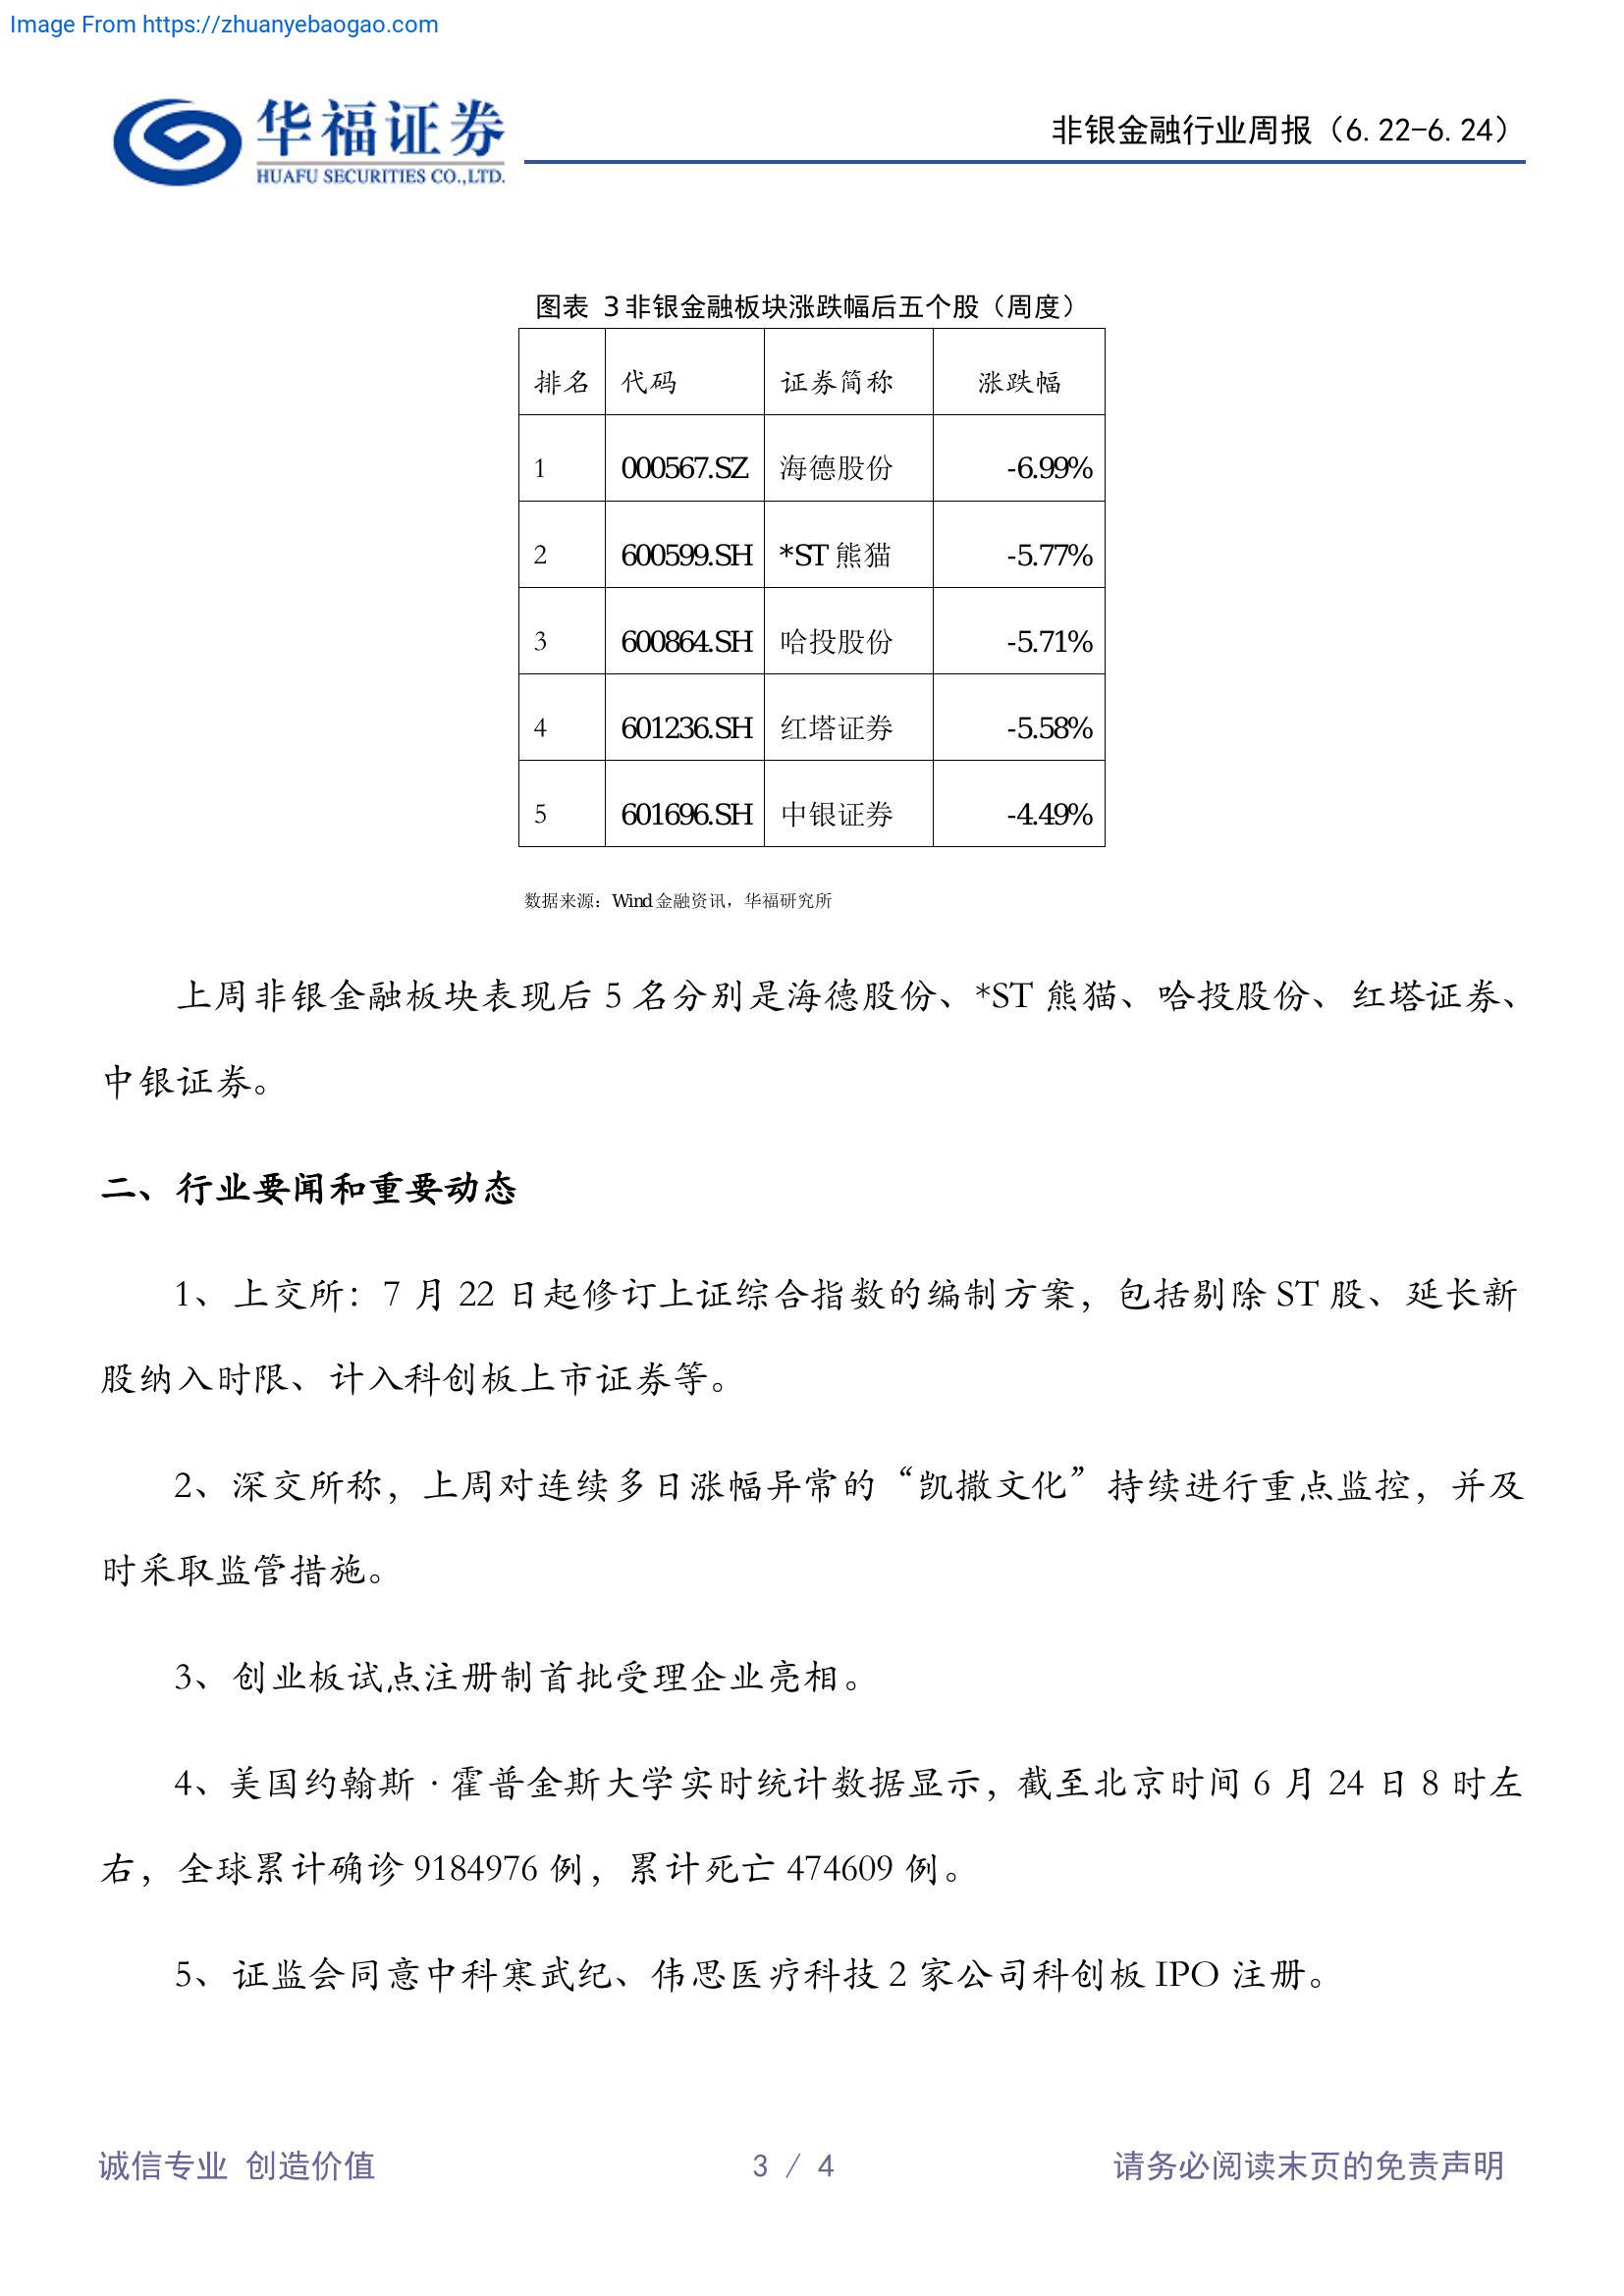 Image From https://zhuanyebaogao.com
华福证券
HUAFU SECURITIES CO.,LTD.
非银金融行业周报（6.22-6.24）
图表 3 非银金融板块涨跌幅后五个股（周度）
排名 代码 证券简称 涨跌幅
1 000567.SZ 海德股份 -6.99%
2 600599.SH *ST 熊猫 -5.77%
3 600864.SH 哈投股份 -5.71%
4 601236.SH 红塔证券 -5.58%
5 601696.SH 中银证券 -4.49%
数据来源：Wind 金融资讯，华福研究所
上周非银金融板块表现后 5 名分别是海德股份、*ST 熊猫、哈投股份、红塔证券、
中银证券。
二、行业要闻和重要动态
1、上交所：7 月 22 日起修订上证综合指数的编制方案，包括剔除 ST 股、延长新
股纳入时限、计入科创板上市证券等。
2、深交所称，上周对连续多日涨幅异常的“凯撒文化”持续进行重点监控，并及
时采取监管措施。
3、创业板试点注册制首批受理企业亮相。
4、美国约翰斯·霍普金斯大学实时统计数据显示，截至北京时间 6 月 24 日 8 时左
右，全球累计确诊 9184976 例，累计死亡 474609 例。
5、证监会同意中科寒武纪、伟思医疗科技 2 家公司科创板 IPO 注册。
诚信专业 创造价值 3 / 4 请务必阅读末页的免责声明